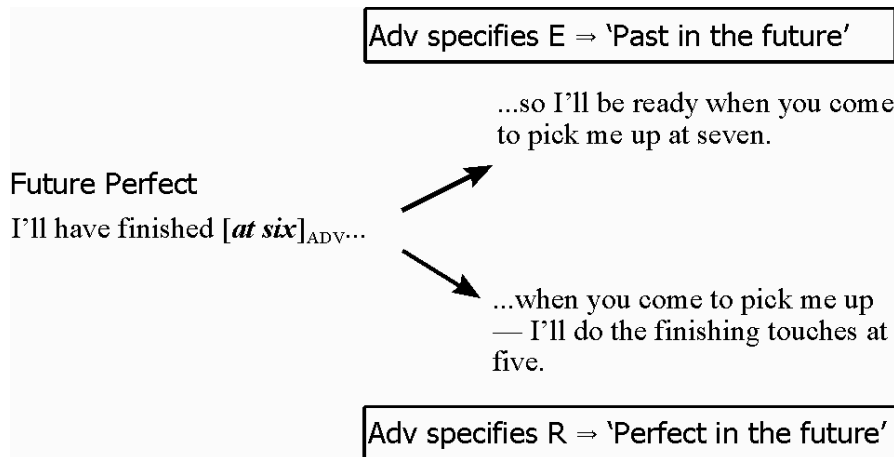 Adv specifies E ⇒ ‘Past in the future’
...so I’ll be ready when you come
to pick me up at seven.
Future Perfect
I’ll have finished [at six]ADV...
...when you come to pick me up
— I’ll do the finishing touches at
five.
Adv specifies R ⇒ ‘Perfect in the future’